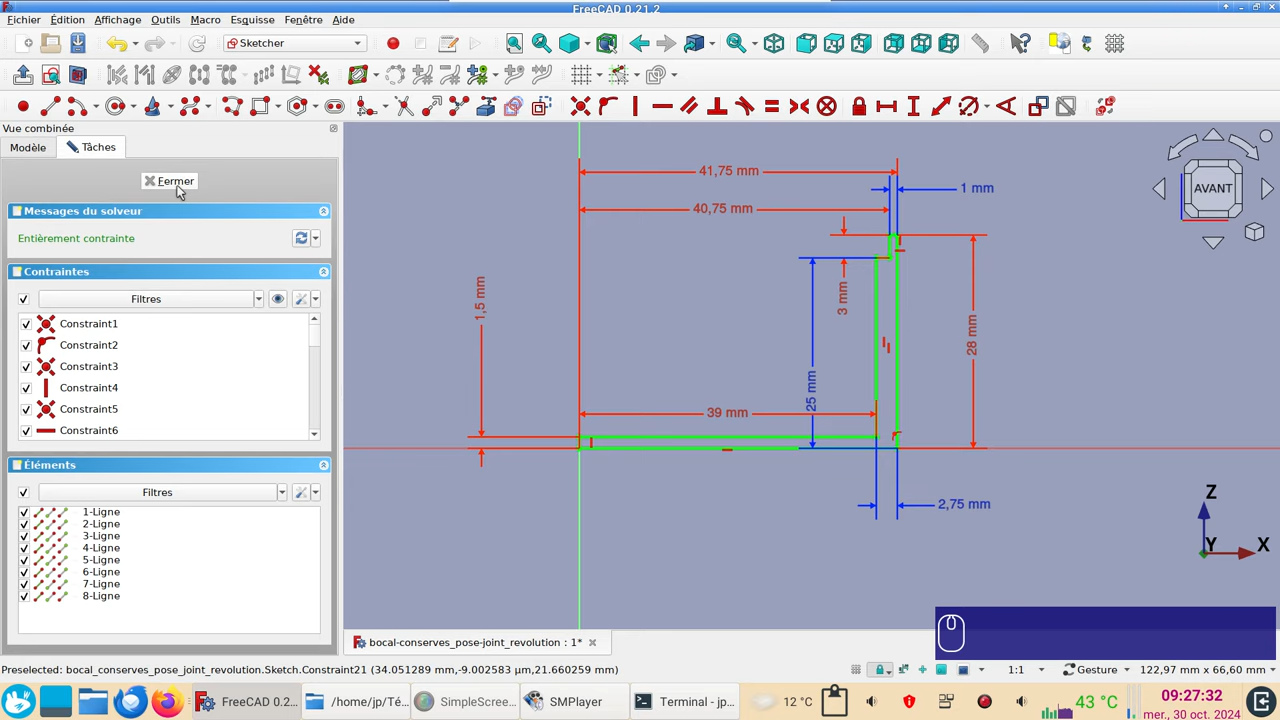 FreeCAD 0.21.2
Fichier Édition Affichage Outils Macro Esquisse Fenêtre Aide
Sketcher
Vue combinée
Modèle Tâches
Fermer
Messages du solveur
Entièrement contrainte
Contraintes
Filtres
Constraint1
Constraint2
Constraint3
Constraint4
Constraint5
Constraint6
Éléments
Filtres
1-Ligne
2-Ligne
3-Ligne
4-Ligne
5-Ligne
6-Ligne
7-Ligne
8-Ligne
41,75 mm
1 mm
40,75 mm
1,5 mm
3 mm
28 mm
25 mm
39 mm
2,75 mm
AVANT
Z
Y
X
bocal-conserves_pose-joint_revolution : 1*
Preselected: bocal_conserves_pose_joint_revolution.Sketch.Constraint21 (34.051289 mm,-9.002583 µm,21.660259 mm)
1:1
Gesture
122,97 mm x 66,60 mm
FreeCAD 0.2...
/home/jp/Té...
SimpleScree...
SMPlayer
Terminal - jp...
12 °C
43 °C
09:27:32
mer., 30 oct. 2024